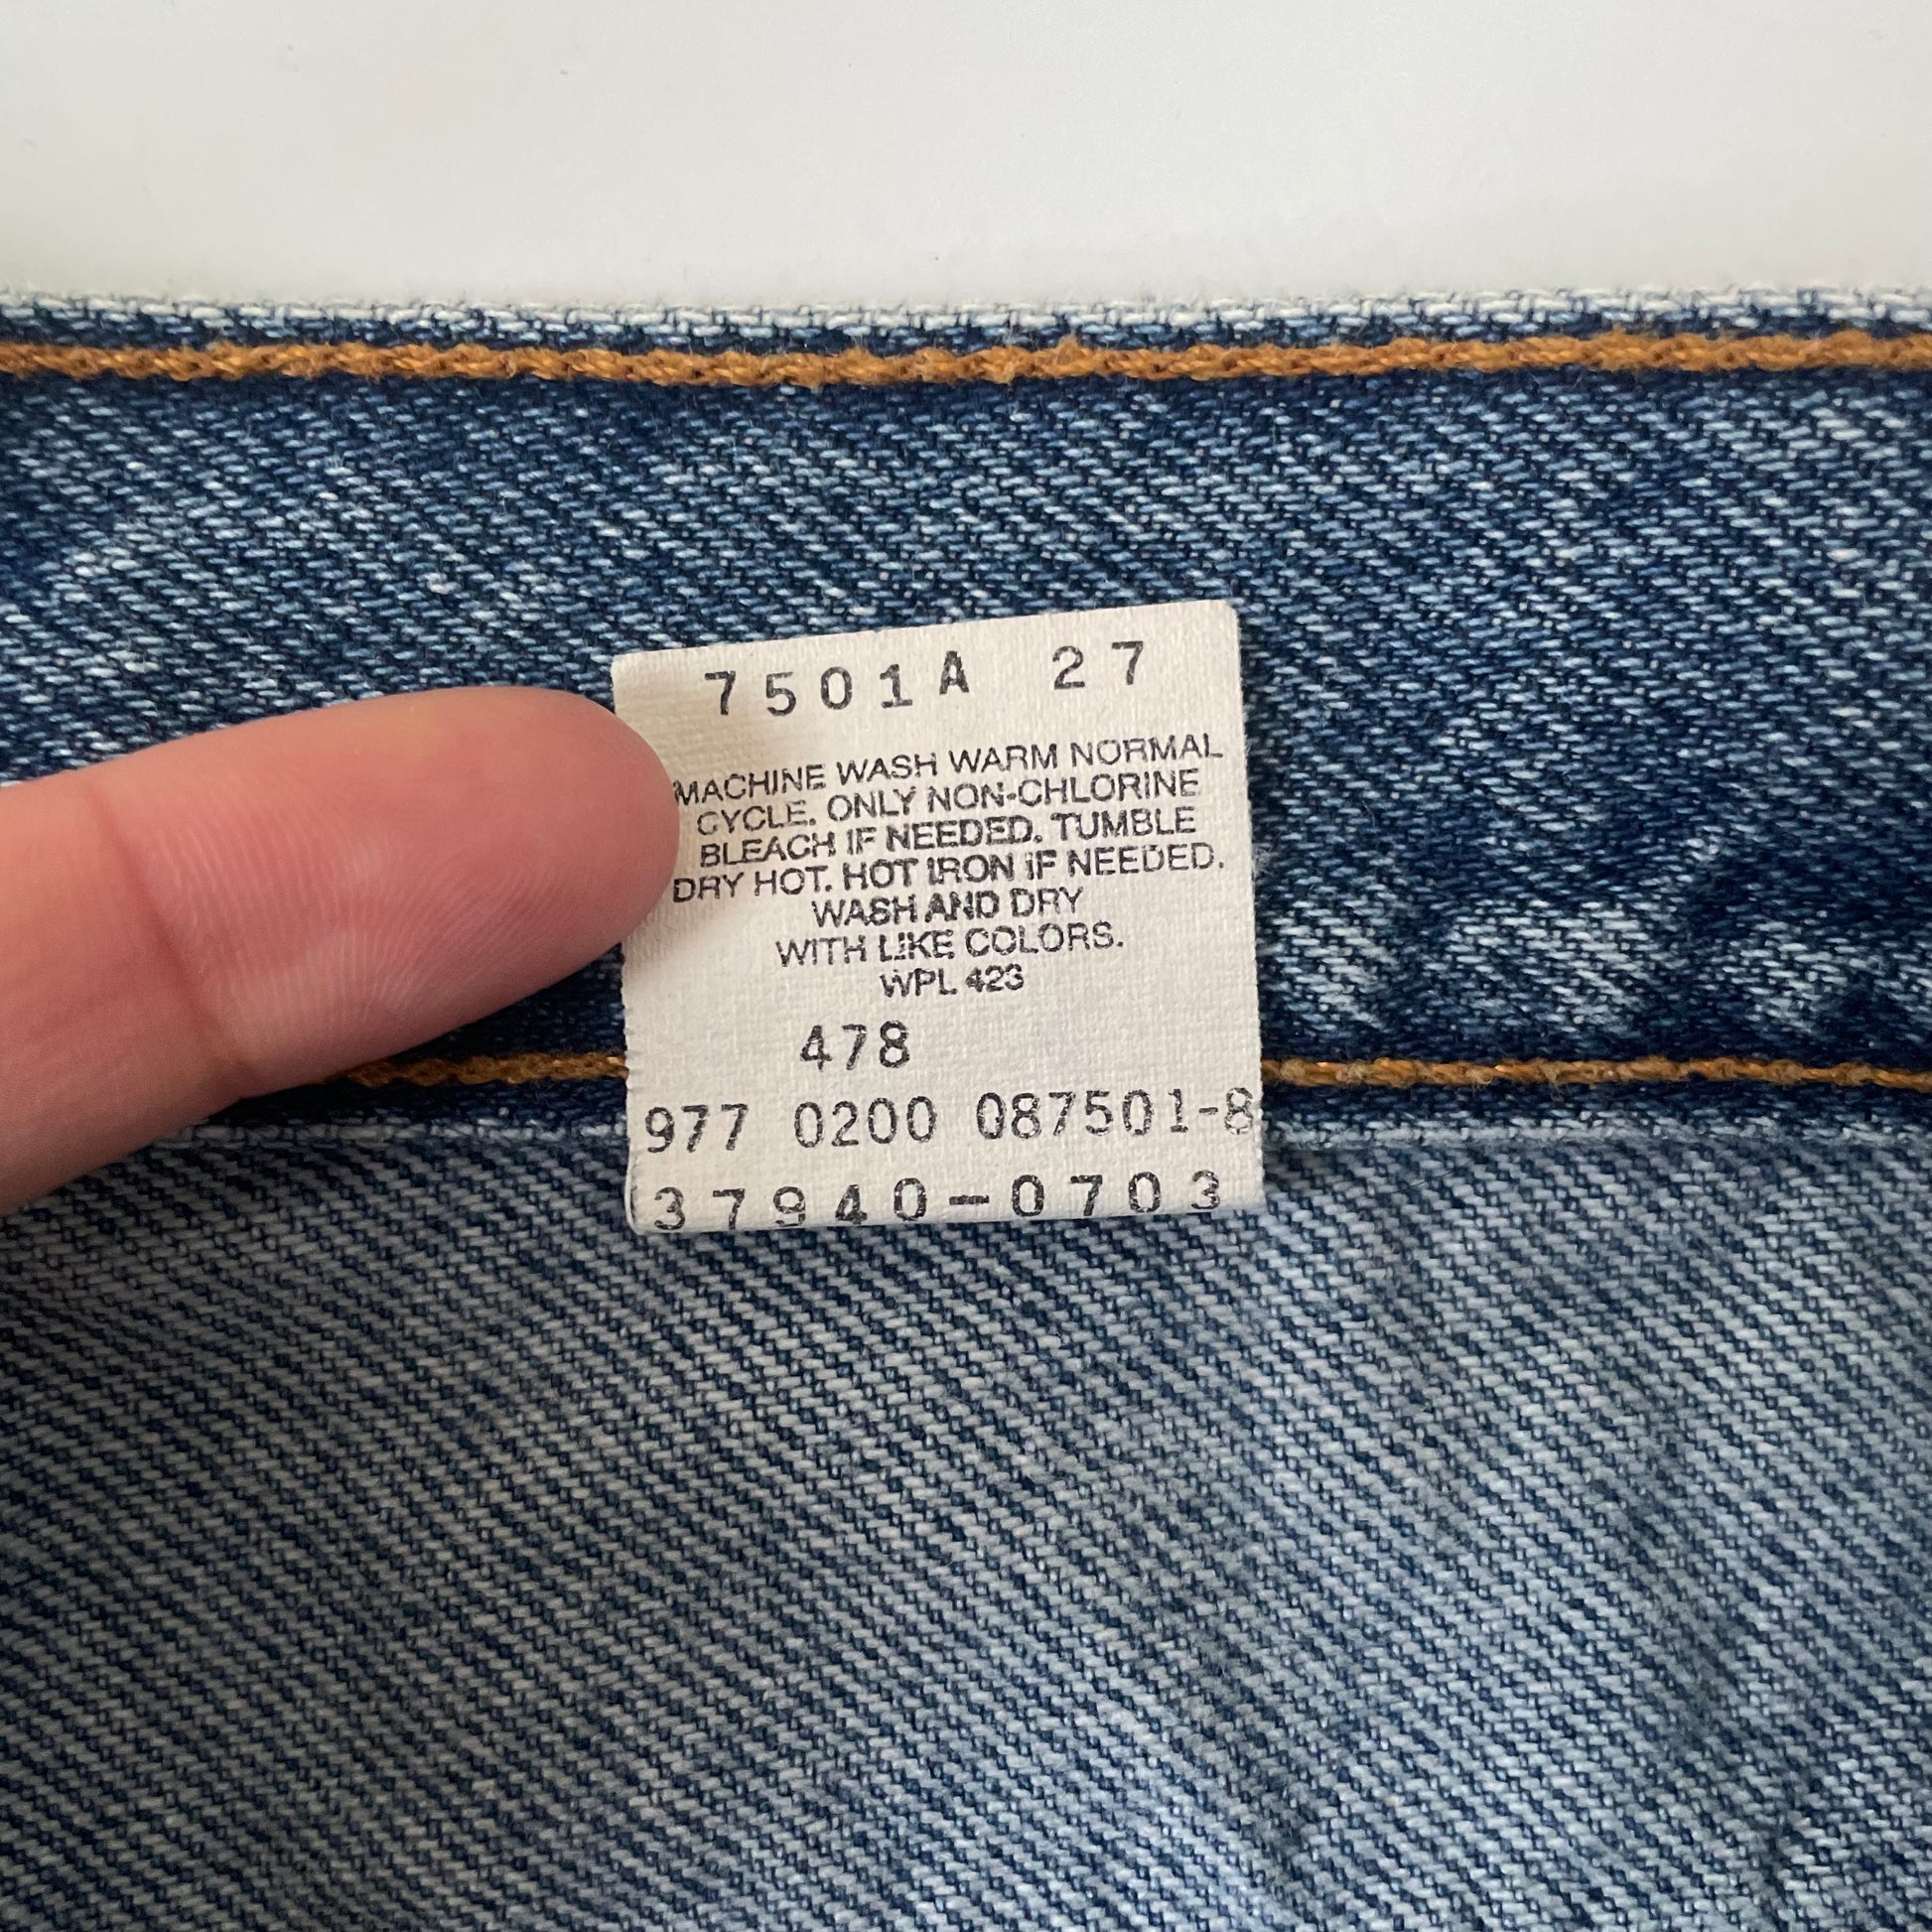 7501A 27
MACHINE WASH WARM NORMAL
CYCLE. ONLY NON-CHLORINE
BLEACH IF NEEDED. TUMBLE
DRY HOT. HOT IRON IF NEEDED.
WASH AND DRY
WITH LIKE COLORS.
WPL 423
478
977 0200 087501-8
37940-0703